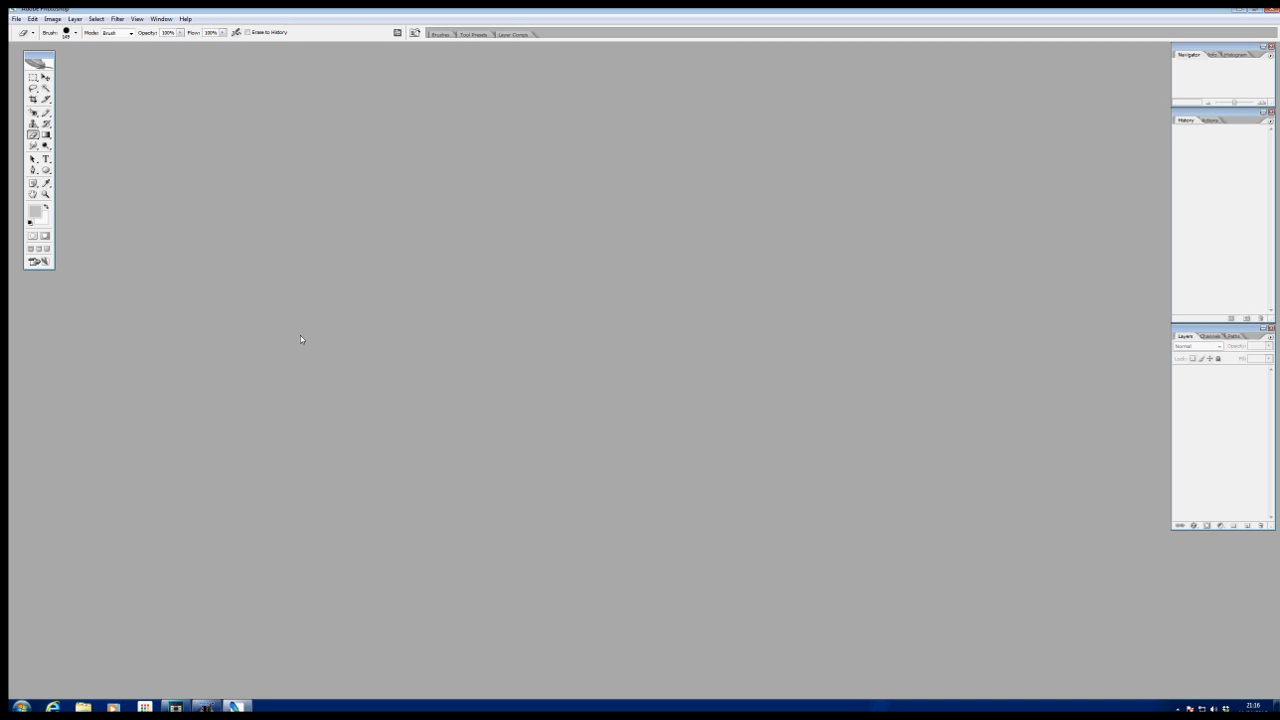 Adobe Photoshop
File Edit Image Layer Select Filter View Window Help
Brush: 149 Mode: Brush Opacity: 100% Flow: 100% Erase to History
Brushes Tool Presets Layer Comps
Navigator Info Histogram
History Actions
Layers Channels Paths
Normal Opacity:
Lock: Fill:
21:16